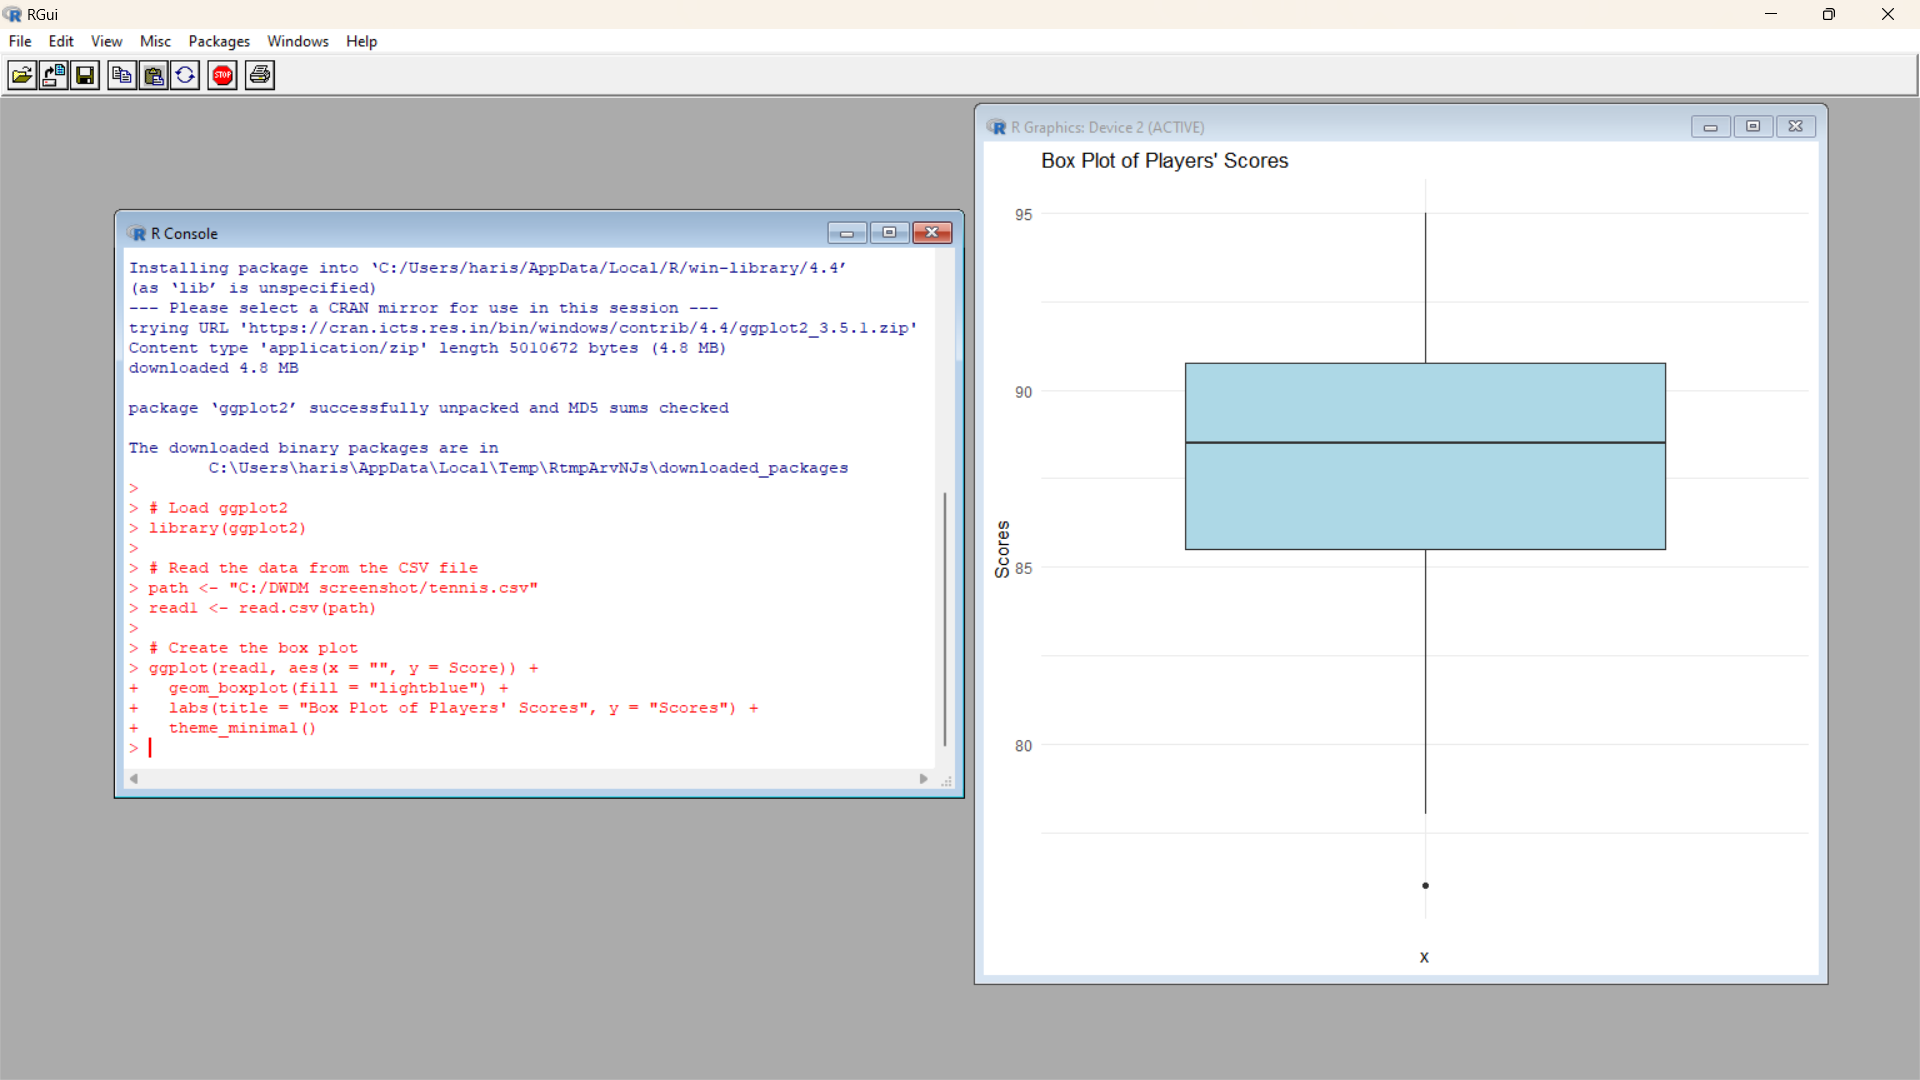 RGui
File Edit View Misc Packages Windows Help
STOP
R Console
Installing package into ‘C:/Users/haris/AppData/Local/R/win-library/4.4’
(as ‘lib’ is unspecified)
--- Please select a CRAN mirror for use in this session ---
trying URL 'https://cran.icts.res.in/bin/windows/contrib/4.4/ggplot2_3.5.1.zip'
Content type 'application/zip' length 5010672 bytes (4.8 MB)
downloaded 4.8 MB
package ‘ggplot2’ successfully unpacked and MD5 sums checked
The downloaded binary packages are in
C:\Users\haris\AppData\Local\Temp\RtmpArvNJs\downloaded_packages
>
> # Load ggplot2
> library(ggplot2)
>
> # Read the data from the CSV file
> path <- "C:/DWDM screenshot/tennis.csv"
> read1 <- read.csv(path)
>
> # Create the box plot
> ggplot(read1, aes(x = "", y = Score)) +
+   geom_boxplot(fill = "lightblue") +
+   labs(title = "Box Plot of Players' Scores", y = "Scores") +
+   theme_minimal()
>
R Graphics: Device 2 (ACTIVE)
Box Plot of Players' Scores
95
90
85
80
Scores
x